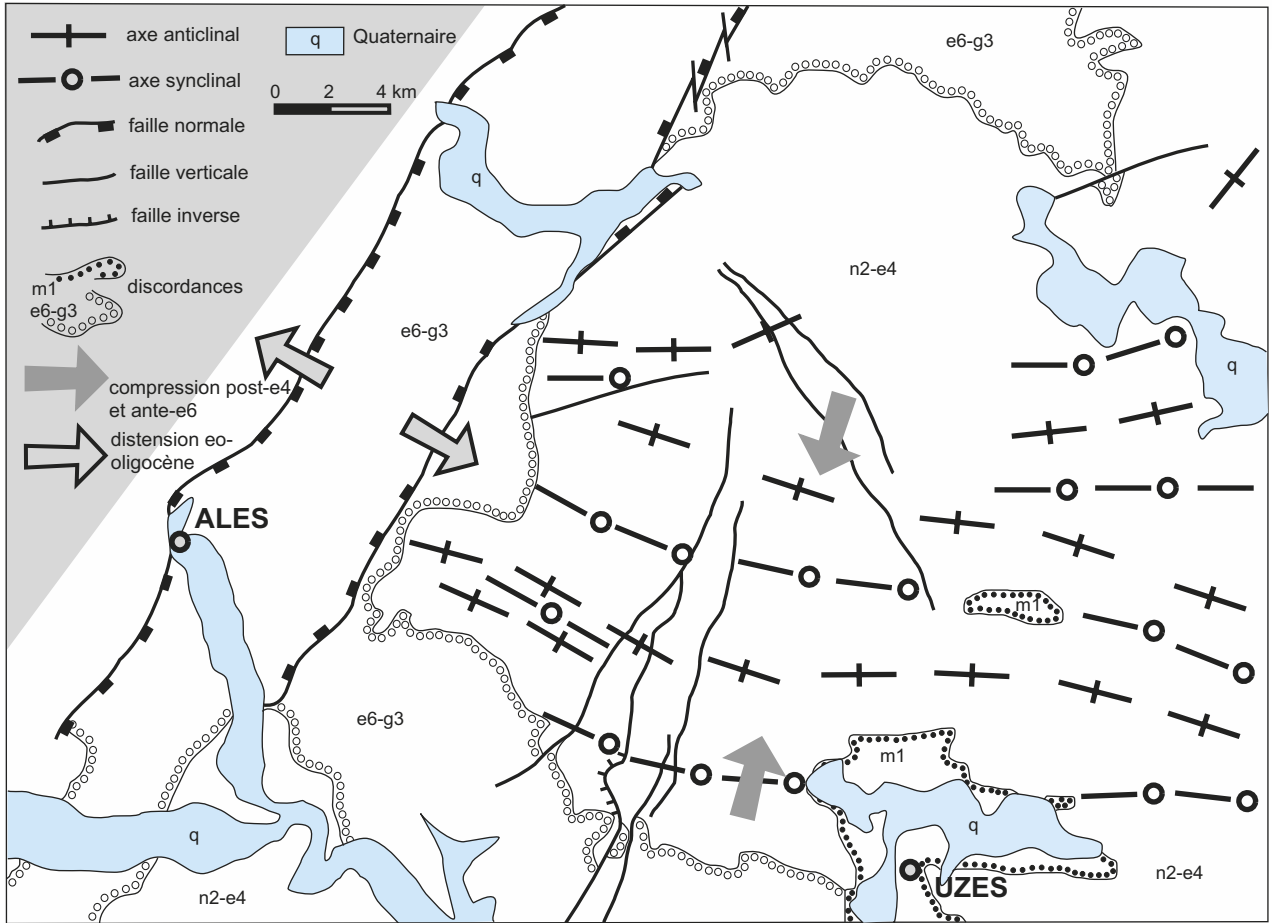 axe anticlinal
q Quaternaire
axe synclinal
0 2 4 km
faille normale
faille verticale
faille inverse
m1
e6-g3
discordances
compression post-e4
et ante-e6
distension eo-
oligocène
e6-g3
q
n2-e4
e6-g3
q
ALES
m1
e6-g3
m1
q
q
UZES
n2-e4
n2-e4